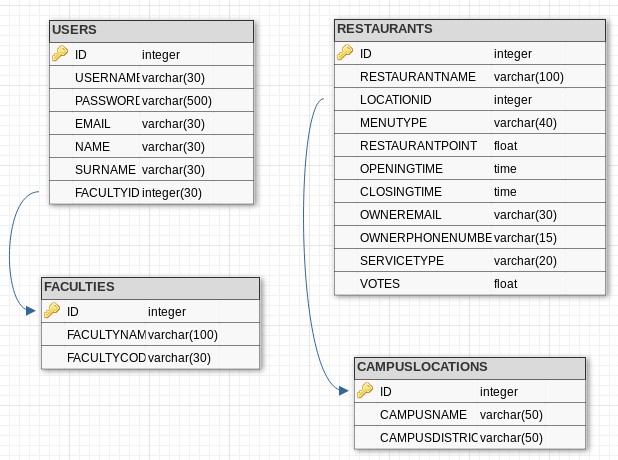 USERS
ID integer
USERNAME varchar(30)
PASSWORD varchar(500)
EMAIL varchar(30)
NAME varchar(30)
SURNAME varchar(30)
FACULTYID integer(30)
FACULTIES
ID integer
FACULTYNAM varchar(100)
FACULTYCOD varchar(30)
RESTAURANTS
ID integer
RESTAURANTNAME varchar(100)
LOCATIONID integer
MENUTYPE varchar(40)
RESTAURANTPOINT float
OPENINGTIME time
CLOSINGTIME time
OWNEREMAIL varchar(30)
OWNERPHONENUMBE varchar(15)
SERVICETYPE varchar(20)
VOTES float
CAMPUSLOCATIONS
ID integer
CAMPUSNAME varchar(50)
CAMPUSDISTRIC varchar(50)